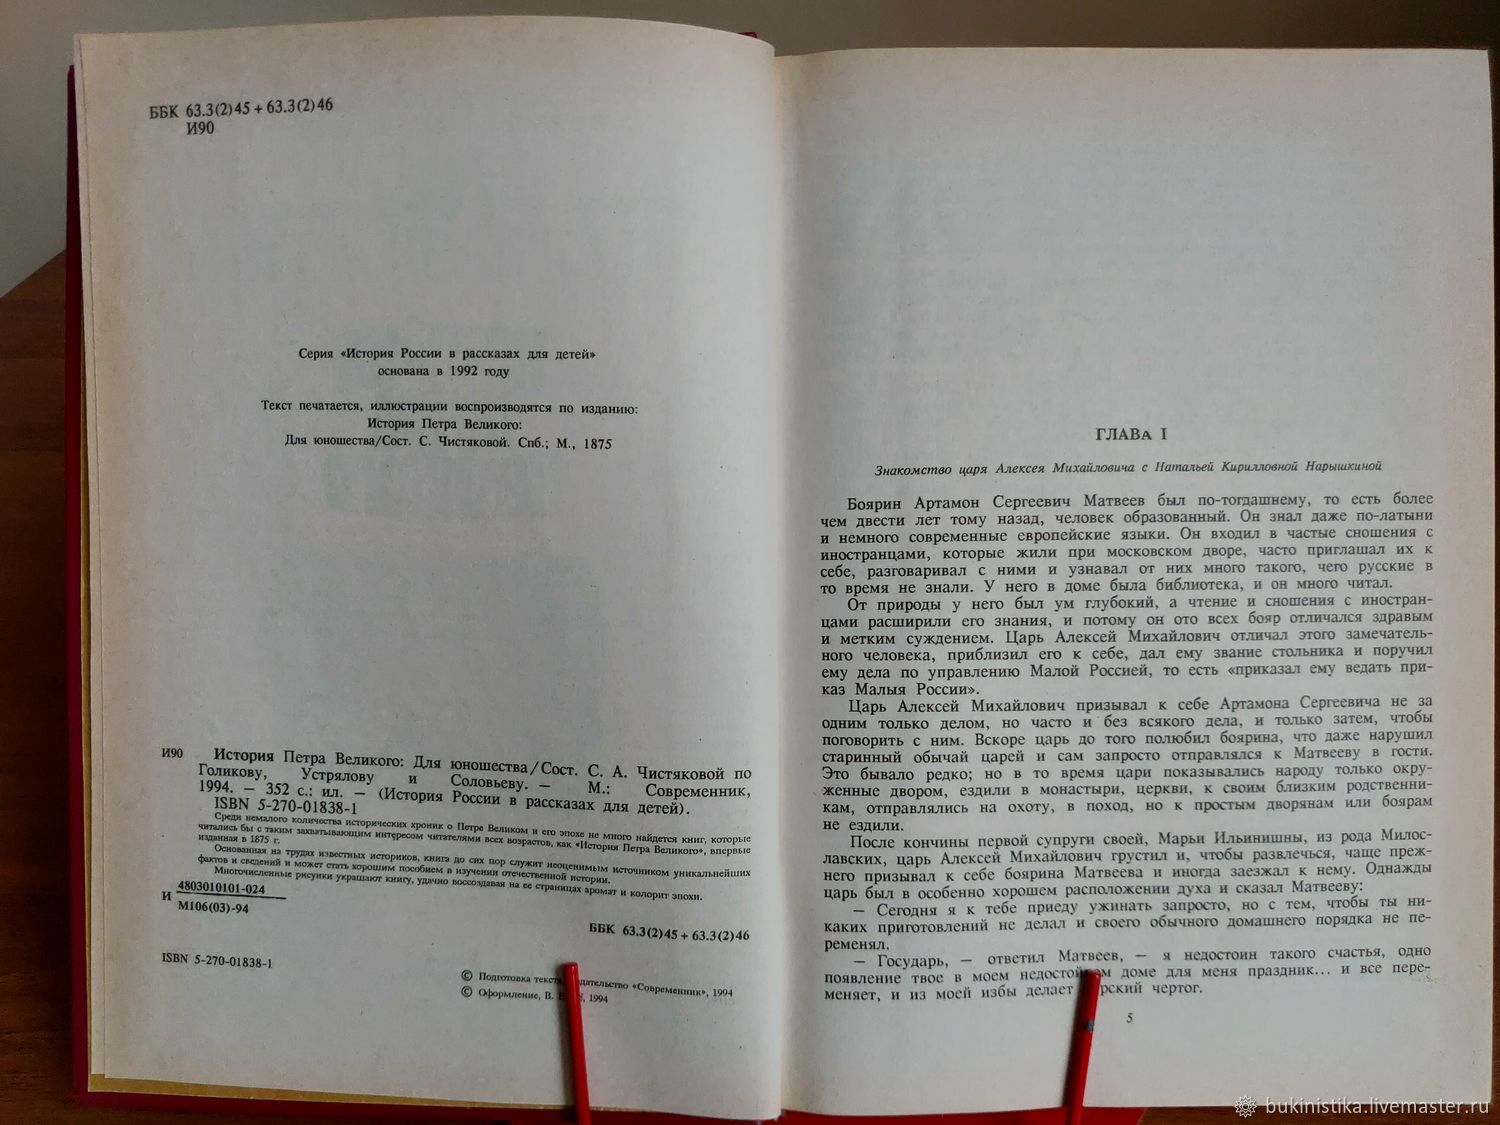 ББК 63.3(2)45 + 63.3(2)46
И90
Серия «История России в рассказах для детей»
основана в 1992 году
Текст печатается, иллюстрации воспроизводятся по изданию:
История Петра Великого:
Для юношества/Сост. С. Чистяковой. Спб.; М., 1875
И90 История Петра Великого: Для юношества/Сост. С. А. Чистяковой по
Голикову, Устрялову и Соловьеву. — М.: Современник,
1994. — 352 с.: ил. — (История России в рассказах для детей).
ISBN 5-270-01838-1
Среди немалого количества исторических хроник о Петре Великом и его эпохе не много найдется книг, которые
читались бы с таким захватывающим интересом читателями всех возрастов, как «История Петра Великого», впервые
изданная в 1875 г.
Основанная на трудах известных историков, книга до сих пор служит неоценимым источником уникальнейших
фактов и сведений и может стать хорошим пособием в изучении отечественной истории.
Многочисленные рисунки украшают книгу, удачно воссоздавая на ее страницах аромат и колорит эпохи.
И 4803010101-024
М106(03)-94
ББК 63.3(2)45 + 63.3(2)46
ISBN 5-270-01838-1
© Подготовка «Современник», 1994
© Оформление, В. 1994
ГЛАВА I
Знакомство царя Алексея Михайловича с Натальей Кирилловной Нарышкиной
Боярин Артамон Сергеевич Матвеев был по-тогдашнему, то есть более
чем двести лет тому назад, человек образованный. Он знал даже по-латыни
и немного современные европейские языки. Он входил в частые сношения с
иностранцами, которые жили при московском дворе, часто приглашал их к
себе, разговаривал с ними и узнавал от них много такого, чего русские в
то время не знали. У него в доме была библиотека, и он много читал.
От природы у него был ум глубокий, а чтение и сношения с иностран-
цами расширили его знания, и потому он ото всех бояр отличался здравым
и метким суждением. Царь Алексей Михайлович отличал этого замечатель-
ного человека, приблизил его к себе, дал ему звание стольника и поручил
ему дела по управлению Малой Россией, то есть «приказал ему ведать при-
каз Малыя России».
Царь Алексей Михайлович призывал к себе Артамона Сергеевича не за
одним только делом, но часто и без всякого дела, и только затем, чтобы
поговорить с ним. Вскоре царь до того полюбил боярина, что даже нарушил
старинный обычай царей и сам запросто отправлялся к Матвееву в гости.
Это бывало редко; но в то время цари показывались народу только окру-
женные двором, ездили в монастыри, церкви, к своим близким родственни-
кам, отправлялись на охоту, в поход, но к простым дворянам или боярам
не ездили.
После кончины первой супруги своей, Марьи Ильинишны, из рода Милос-
лавских, царь Алексей Михайлович грустил и, чтобы развлечься, чаще преж-
него призывал к себе боярина Матвеева и иногда заезжал к нему. Однажды
царь был в особенно хорошем расположении духа и сказал Матвееву:
— Сегодня я к тебе приеду ужинать запросто, но с тем, чтобы ты ни-
каких приготовлений не делал и своего обычного домашнего порядка не пе-
ременял.
— Государь, — ответил Матвеев, — я недостоин такого счастья, одно
появление твое в моем доме для меня праздник... и все пере-
меняет, и из моей избы делает чертог.
5
bukinistika.livemaster.ru